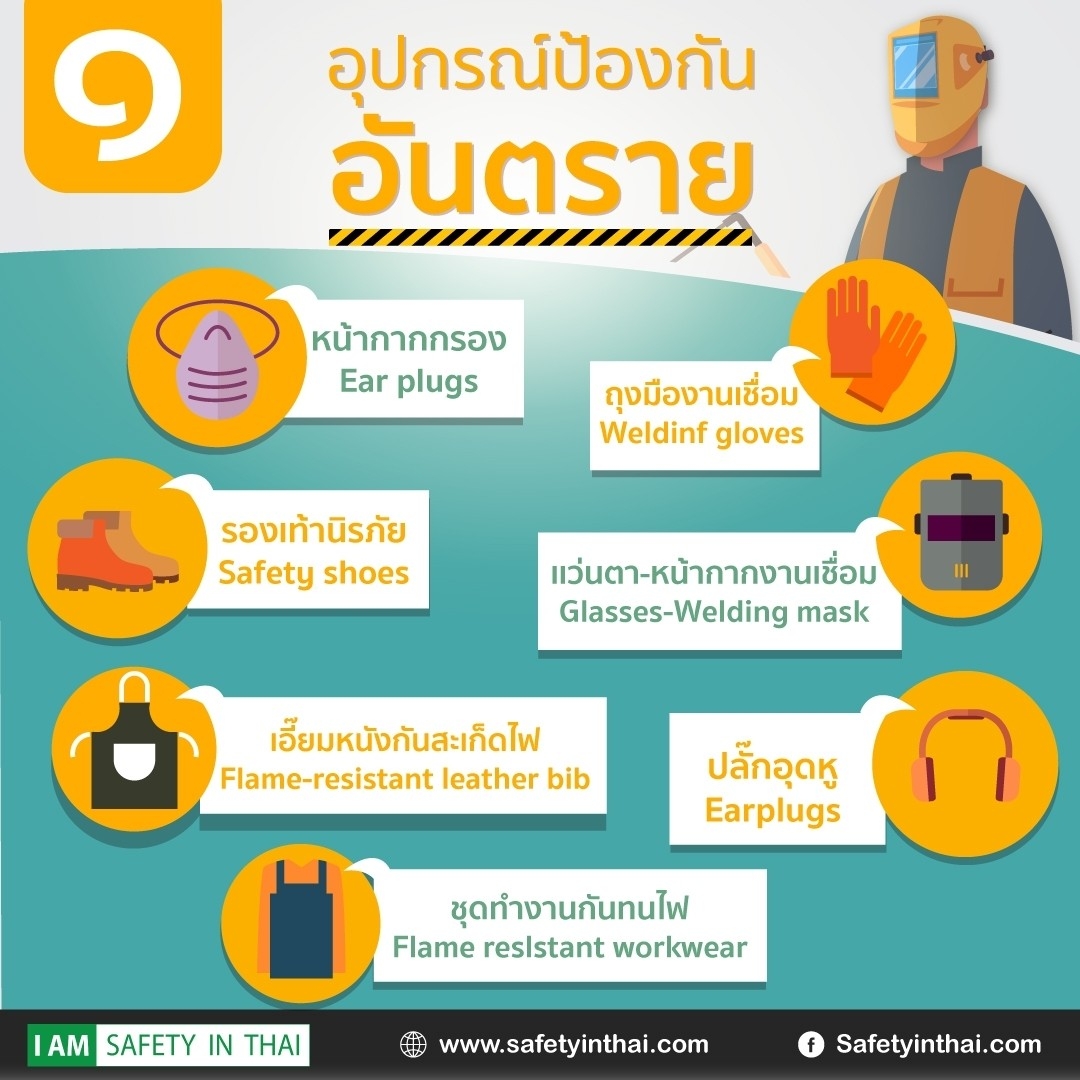 ๑
อุปกรณ์ป้องกัน
อันตราย
หน้ากากกรอง
Ear plugs
ถุงมืองานเชื่อม
Weldinf gloves
รองเท้านิรภัย
Safety shoes
แว่นตา-หน้ากากงานเชื่อม
Glasses-Welding mask
เอี๊ยมหนังกันสะเก็ดไฟ
Flame-resistant leather bib
ปลั๊กอุดหู
Earplugs
ชุดทำงานกันทนไฟ
Flame resIstant workwear
I AM SAFETY IN THAI
www.safetyinthai.com
Safetyinthai.com